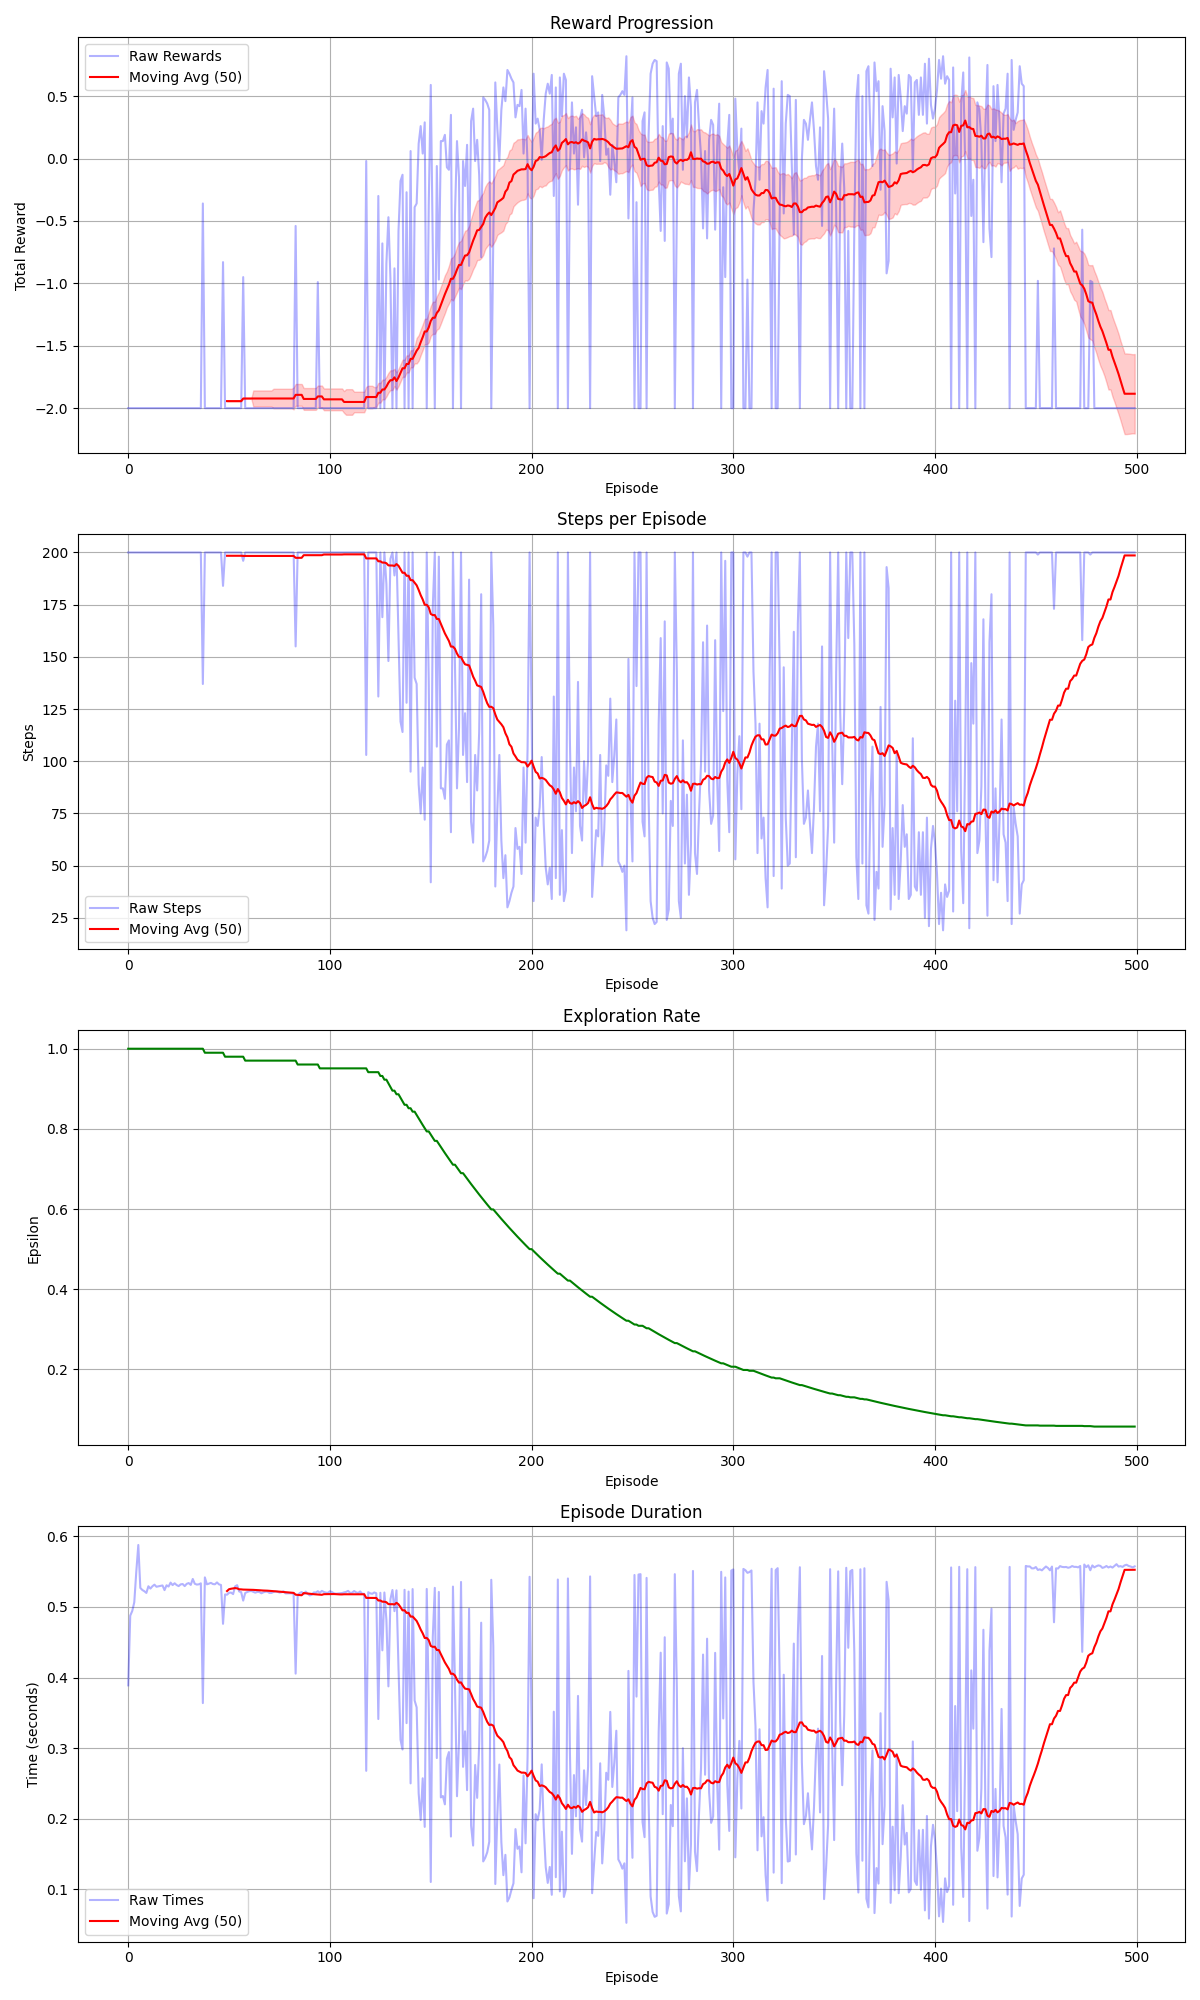 Reward Progression
Raw Rewards
Moving Avg (50)
Total Reward
0.5
0.0
−0.5
−1.0
−1.5
−2.0
0 100 200 300 400 500
Episode
Steps per Episode
Steps
200
175
150
125
100
75
50
25
Raw Steps
Moving Avg (50)
0 100 200 300 400 500
Episode
Exploration Rate
Epsilon
1.0
0.8
0.6
0.4
0.2
0 100 200 300 400 500
Episode
Episode Duration
Time (seconds)
0.6
0.5
0.4
0.3
0.2
0.1
Raw Times
Moving Avg (50)
0 100 200 300 400 500
Episode